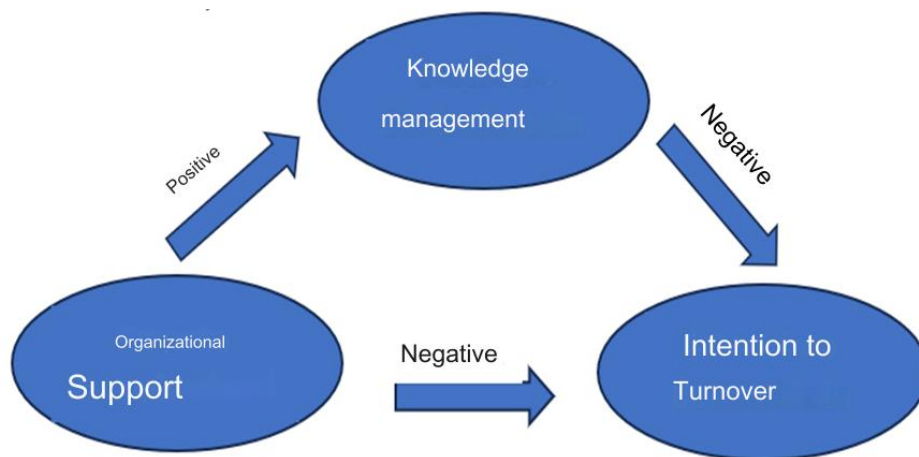 Knowledge
management
Positive
Negative
Organizational
Support
Negative
Intention to
Turnover